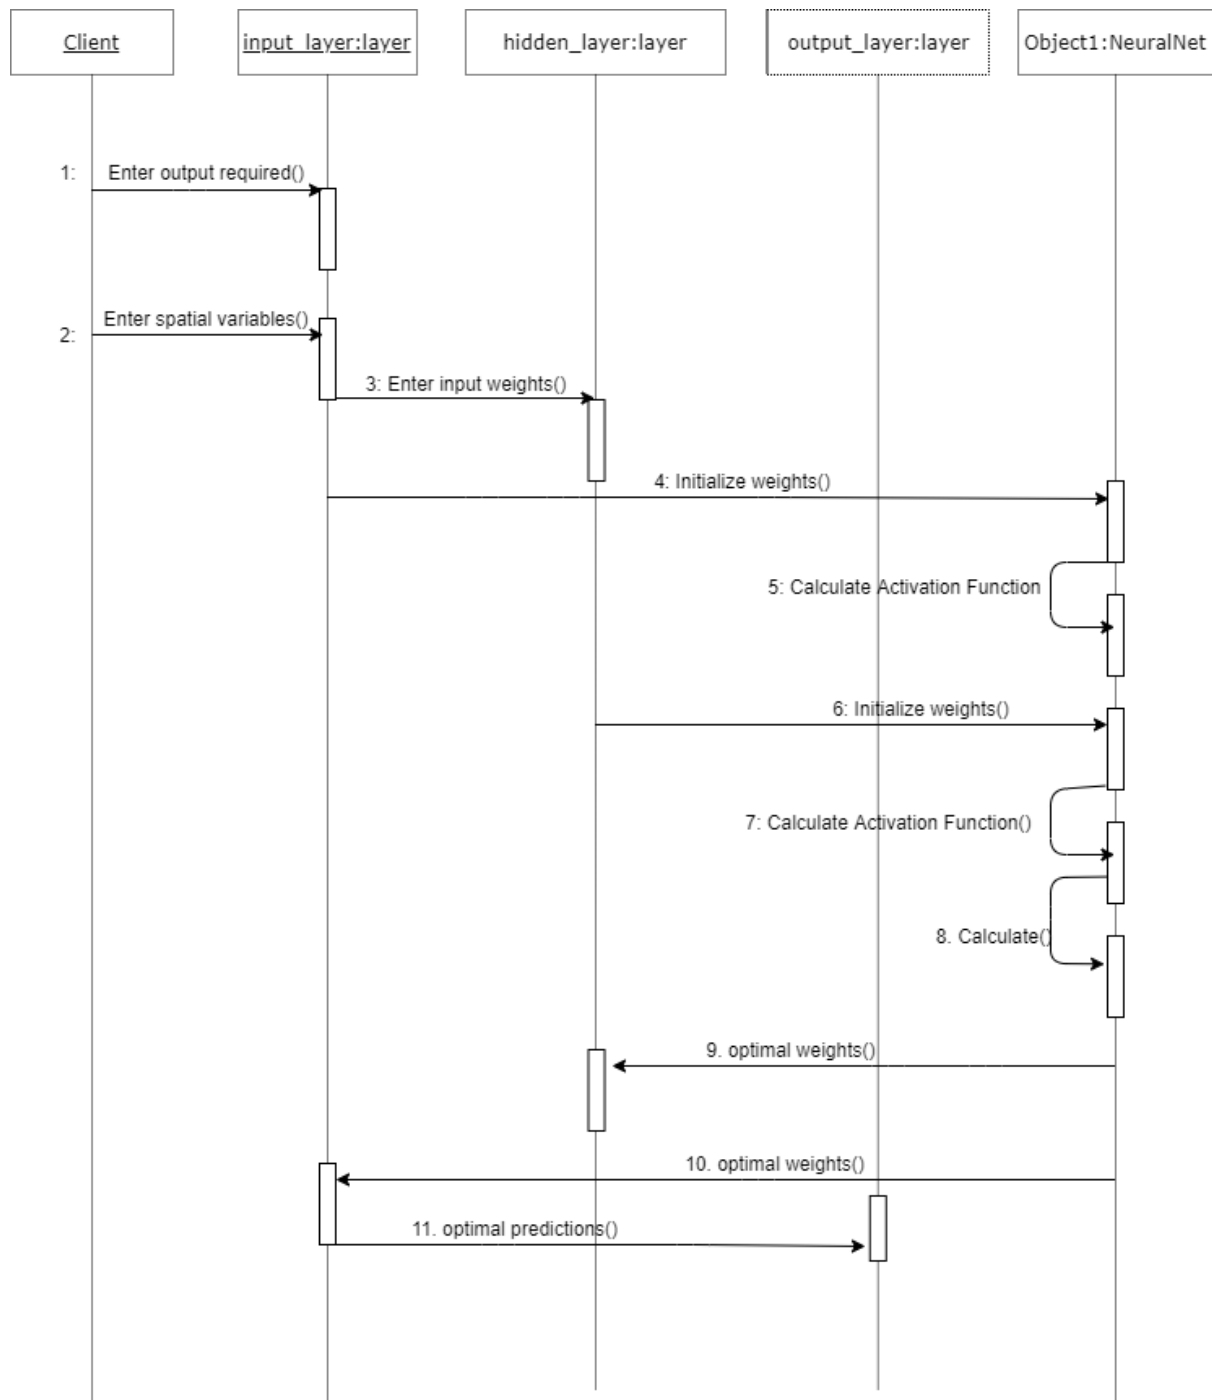 Client
input_layer:layer
hidden_layer:layer
output_layer:layer
Object1:NeuralNet
1: Enter output required()
2: Enter spatial variables()
3: Enter input weights()
4: Initialize weights()
5: Calculate Activation Function
6: Initialize weights()
7: Calculate Activation Function()
8. Calculate()
9. optimal weights()
10. optimal weights()
11. optimal predictions()